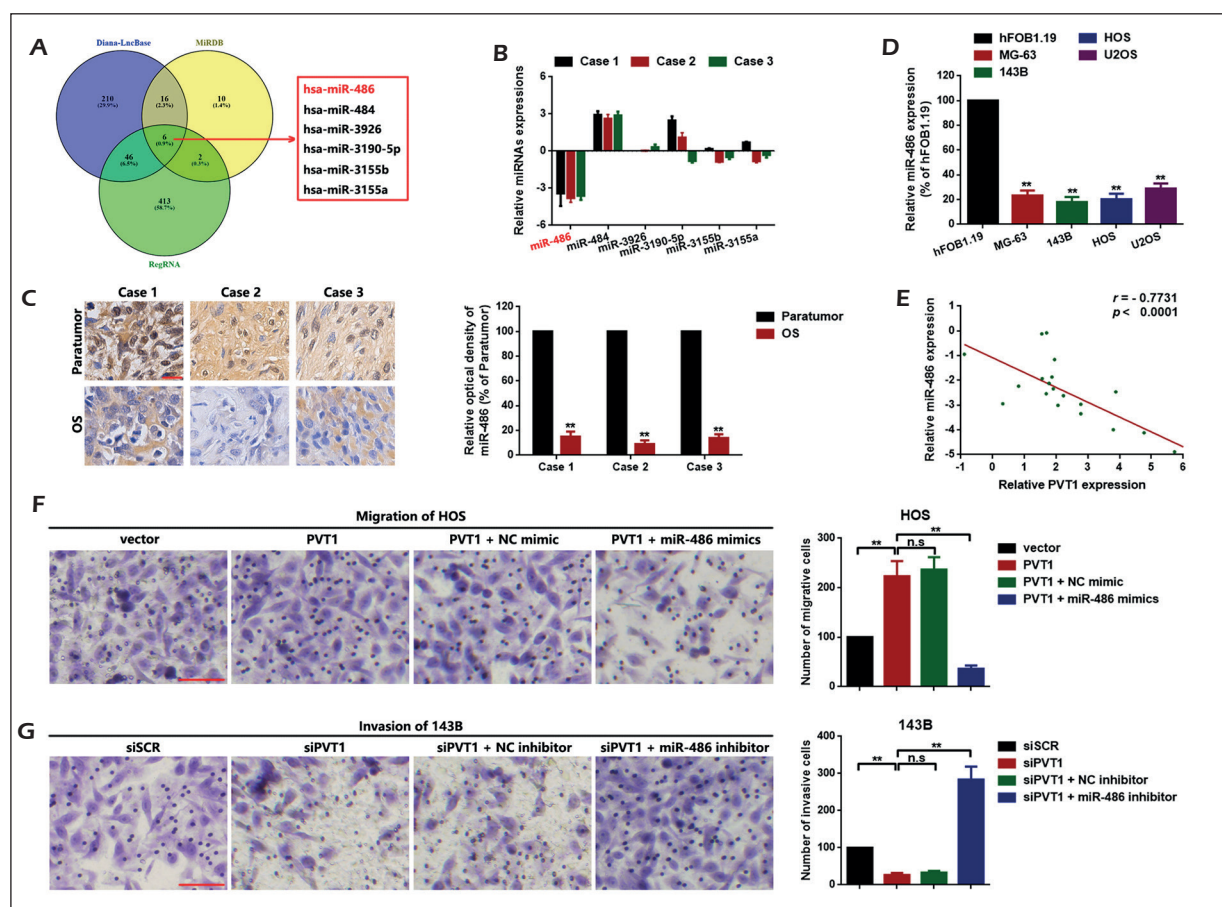 A
Diana-LncBase
MiRDB
210
(29.9%)
16
(2.3%)
10
(1.4%)
6
(0.9%)
46
(6.5%)
2
(0.3%)
413
(58.7%)
RegRNA
hsa-miR-486
hsa-miR-484
hsa-miR-3926
hsa-miR-3190-5p
hsa-miR-3155b
hsa-miR-3155a
B
Case 1
Case 2
Case 3
Relative miRNAs expressions
6
3
0
-3
-6
miR-486
miR-484
miR-3926
miR-3190-5p
miR-3155b
miR-3155a
D
hFOB1.19
MG-63
143B
HOS
U2OS
Relative miR-486 expression
(% of hFOB1.19)
120
100
80
60
40
20
0
**
**
**
**
hFOB1.19
MG-63
143B
HOS
U2OS
C
Case 1
Case 2
Case 3
Paratumor
OS
Relative optical density of
miR-486 (% of Paratumor)
120
100
80
60
40
20
0
**
**
**
Case 1
Case 2
Case 3
Paratumor
OS
E
r = - 0.7731
p < 0.0001
Relative miR-486 expression
1
0
-1
-2
-3
-4
-5
-1
0
1
2
3
4
5
6
Relative PVT1 expression
F
Migration of HOS
vector
PVT1
PVT1 + NC mimic
PVT1 + miR-486 mimics
HOS
Number of migrative cells
300
200
100
0
**
n.s
**
vector
PVT1
PVT1 + NC mimic
PVT1 + miR-486 mimics
G
Invasion of 143B
siSCR
siPVT1
siPVT1 + NC inhibitor
siPVT1 + miR-486 inhibitor
143B
Number of invasive cells
400
300
200
100
0
**
n.s
**
siSCR
siPVT1
siPVT1 + NC inhibitor
siPVT1 + miR-486 inhibitor